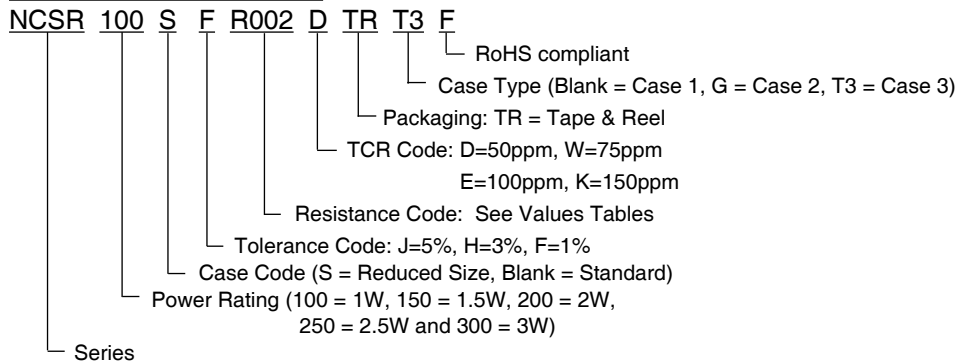 NCSR 100 S F R002 D TR T3 F
RoHS compliant
Case Type (Blank = Case 1, G = Case 2, T3 = Case 3)
Packaging: TR = Tape & Reel
TCR Code: D=50ppm, W=75ppm
E=100ppm, K=150ppm
Resistance Code: See Values Tables
Tolerance Code: J=5%, H=3%, F=1%
Case Code (S = Reduced Size, Blank = Standard)
Power Rating (100 = 1W, 150 = 1.5W, 200 = 2W,
250 = 2.5W and 300 = 3W)
Series